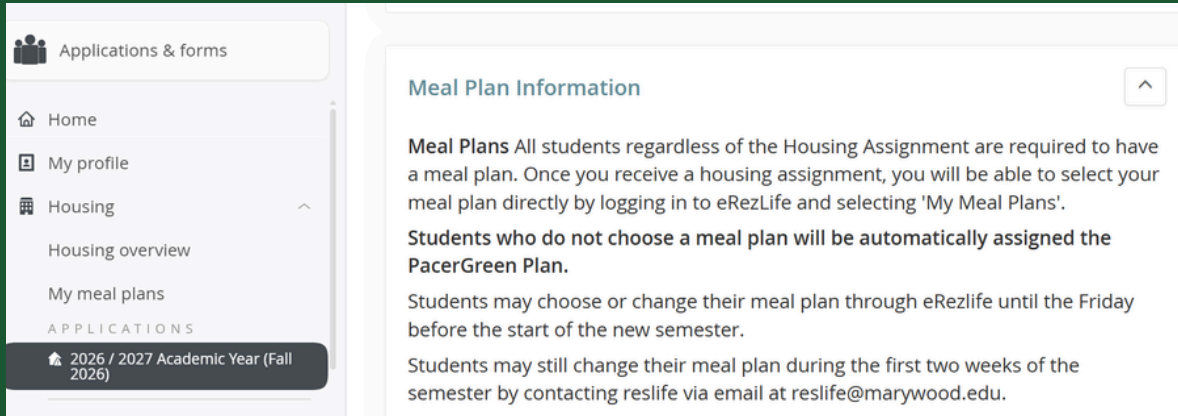 Applications & forms
Home
My profile
Housing
Housing overview
My meal plans
APPLICATIONS
2026 / 2027 Academic Year (Fall
2026)
Meal Plan Information
Meal Plans All students regardless of the Housing Assignment are required to have
a meal plan. Once you receive a housing assignment, you will be able to select your
meal plan directly by logging in to eRezLife and selecting 'My Meal Plans'.
Students who do not choose a meal plan will be automatically assigned the
PacerGreen Plan.
Students may choose or change their meal plan through eRezlife until the Friday
before the start of the new semester.
Students may still change their meal plan during the first two weeks of the
semester by contacting reslife via email at reslife@marywood.edu.